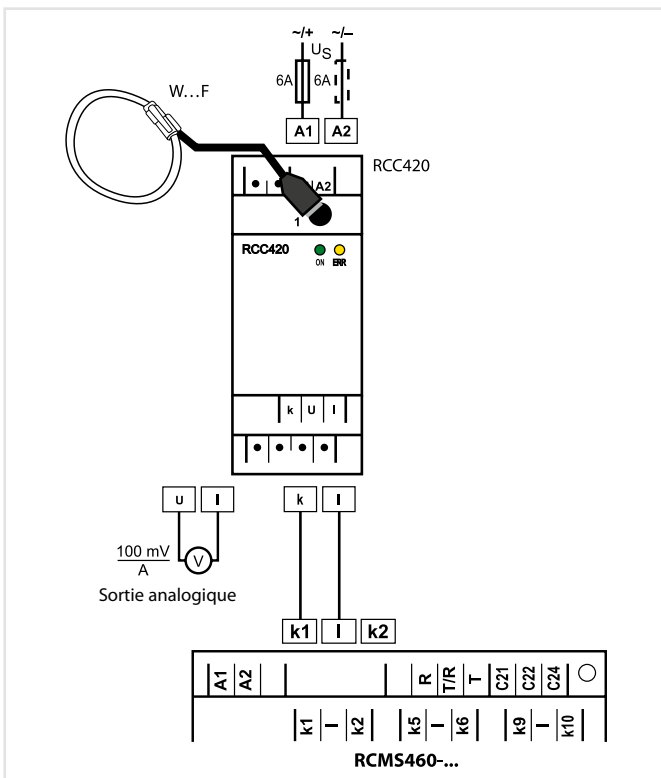 ~/+ ~/−
US
6A 6A
W…F
A1 A2
RCC420
A2
1
RCC420
ON ERR
k U l
U l k l
100 mV
A
V
Sortie analogique
k1 l k2
A1 A2 R T/R T C21 C22 C24
k1 l k2 k5 l k6 k9 l k10
RCMS460-...